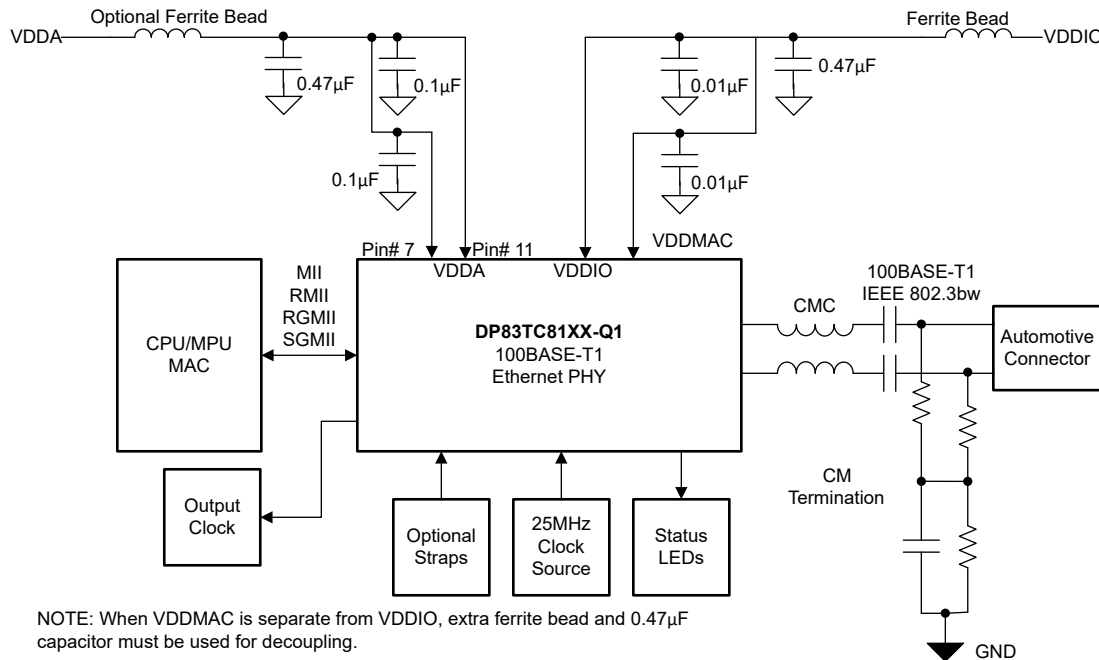 Optional Ferrite Bead
VDDA
Ferrite Bead
VDDIO
0.47µF
0.1µF
0.01µF
0.47µF
0.1µF
0.01µF
Pin# 7
Pin# 11
VDDMAC
VDDA
VDDIO
MII
RMII
RGMII
SGMII
CPU/MPU
MAC
DP83TC81XX-Q1
100BASE-T1
Ethernet PHY
CMC
100BASE-T1
IEEE 802.3bw
Automotive
Connector
CM
Termination
Output
Clock
Optional
Straps
25MHz
Clock
Source
Status
LEDs
NOTE: When VDDMAC is separate from VDDIO, extra ferrite bead and 0.47µF
capacitor must be used for decoupling.
GND